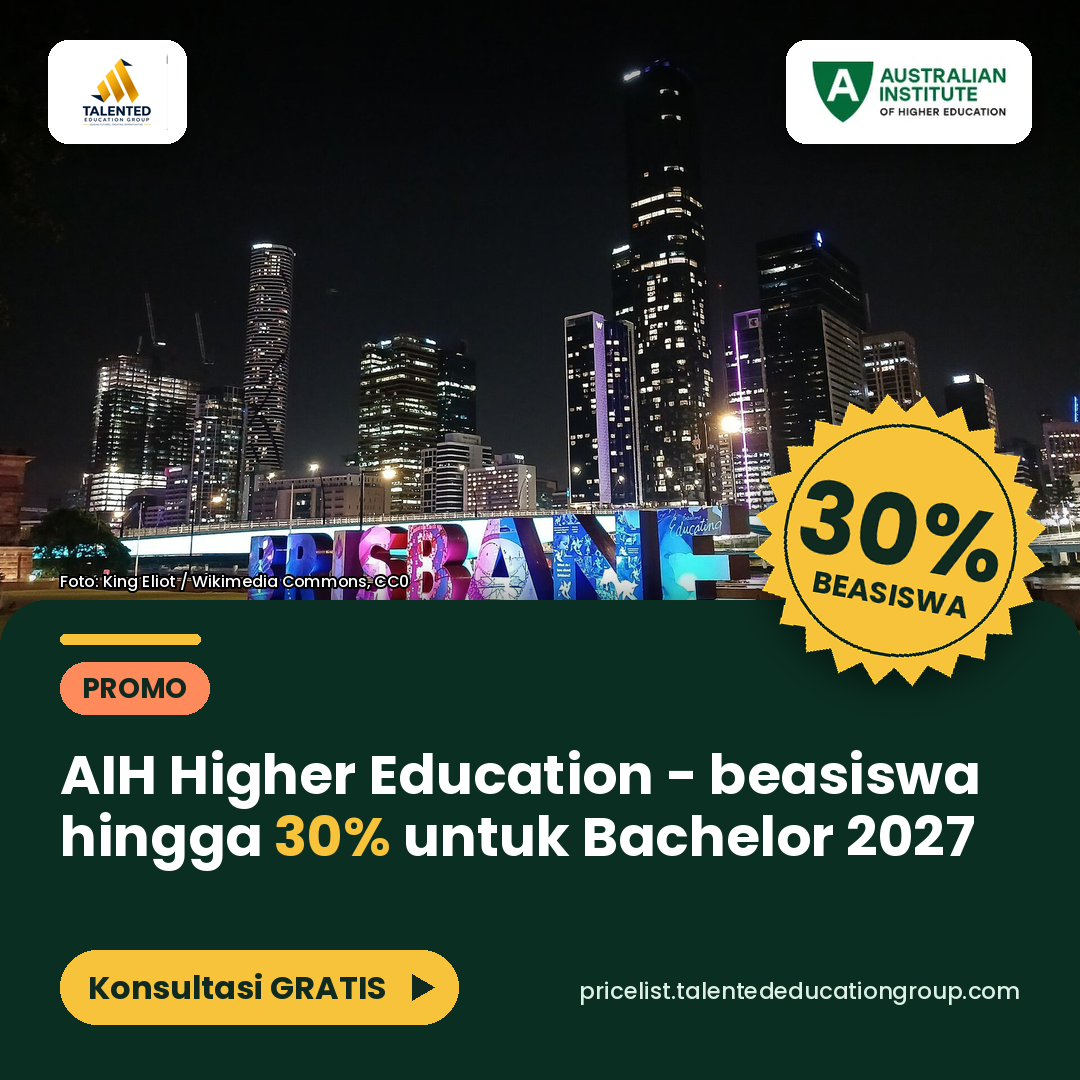 TALENTED
EDUCATION GROUP
AUSTRALIAN
INSTITUTE
OF HIGHER EDUCATION
BRISBANE
30%
BEASISWA
Foto: King Eliot / Wikimedia Commons, CC0
PROMO
AIH Higher Education - beasiswa
hingga 30% untuk Bachelor 2027
Konsultasi GRATIS
pricelist.talentededucationgroup.com